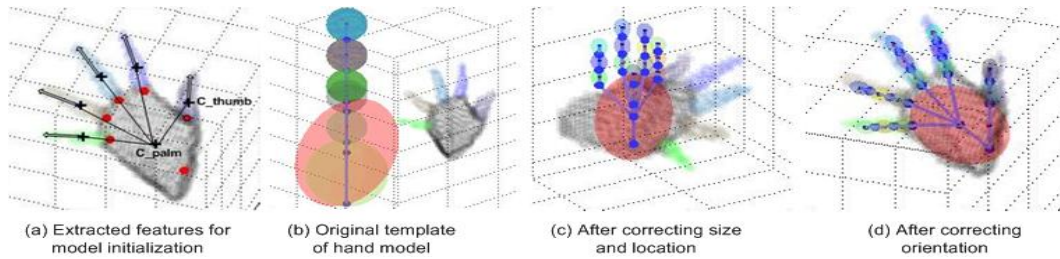 C_thumb
C_palm
(a) Extracted features for
model initialization
(b) Original template
of hand model
(c) After correcting size
and location
(d) After correcting
orientation